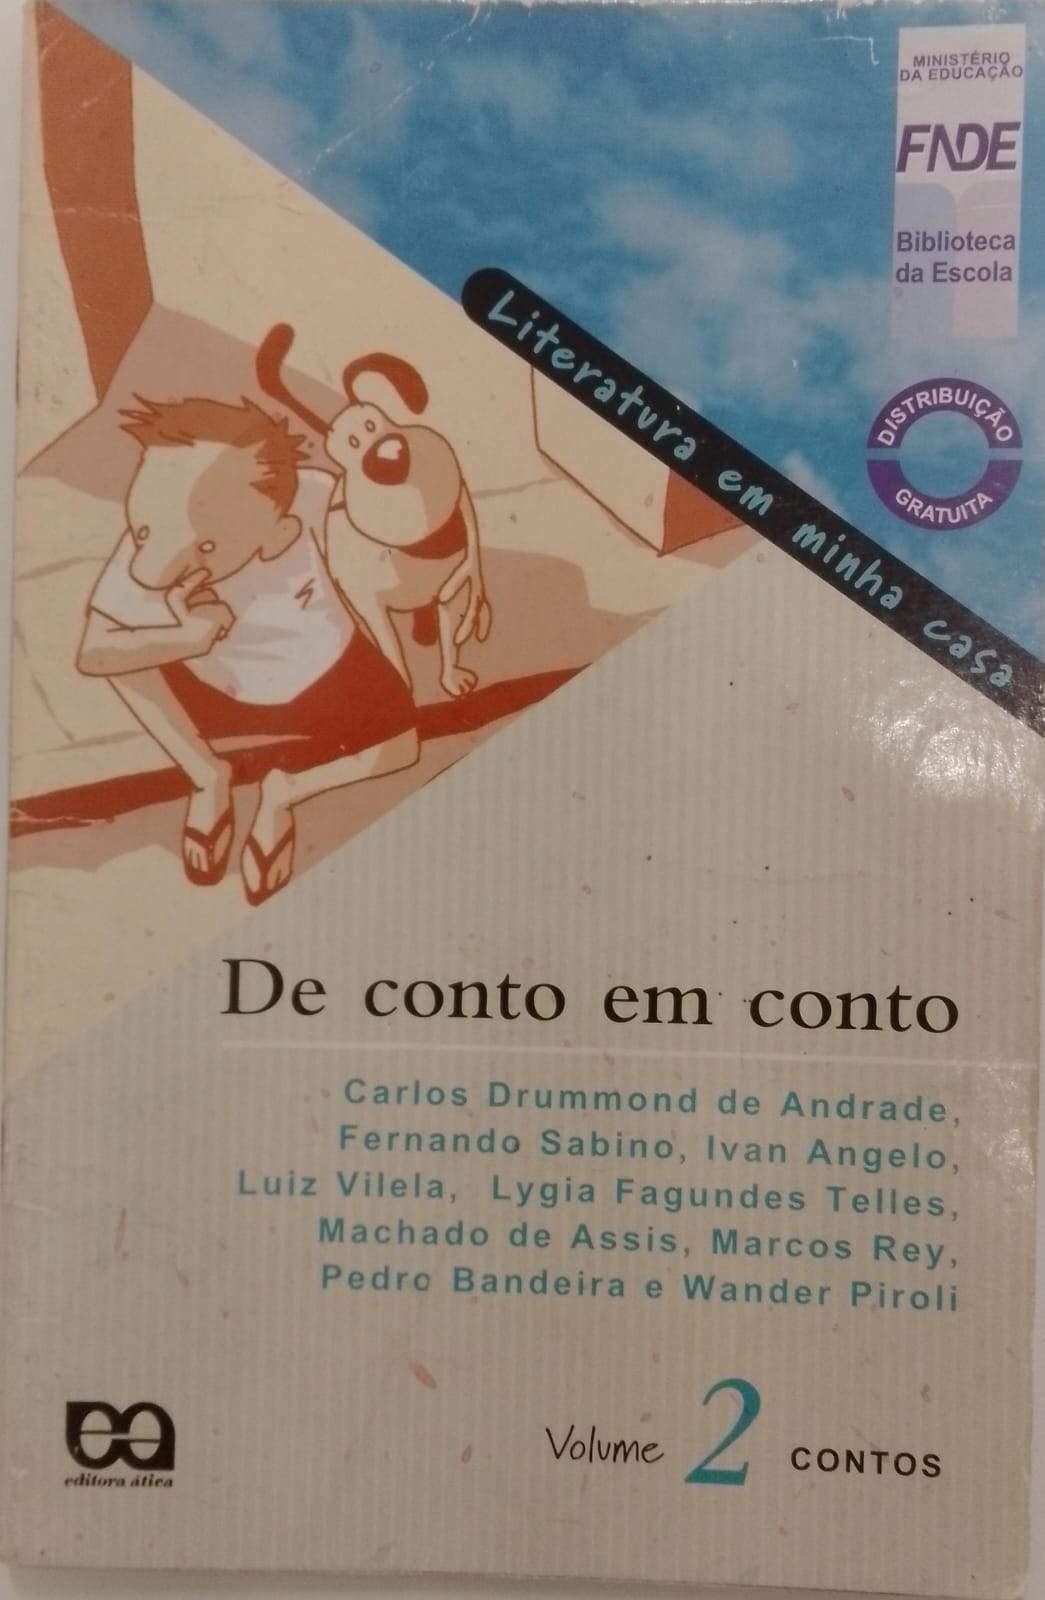 MINISTÉRIO
DA EDUCAÇÃO
FNDE
Biblioteca
da Escola
Literatura em minha casa
DISTRIBUIÇÃO
GRATUITA
De conto em conto
Carlos Drummond de Andrade,
Fernando Sabino, Ivan Angelo,
Luiz Vilela, Lygia Fagundes Telles,
Machado de Assis, Marcos Rey,
Pedro Bandeira e Wander Piroli
Volume 2 CONTOS
editora ática